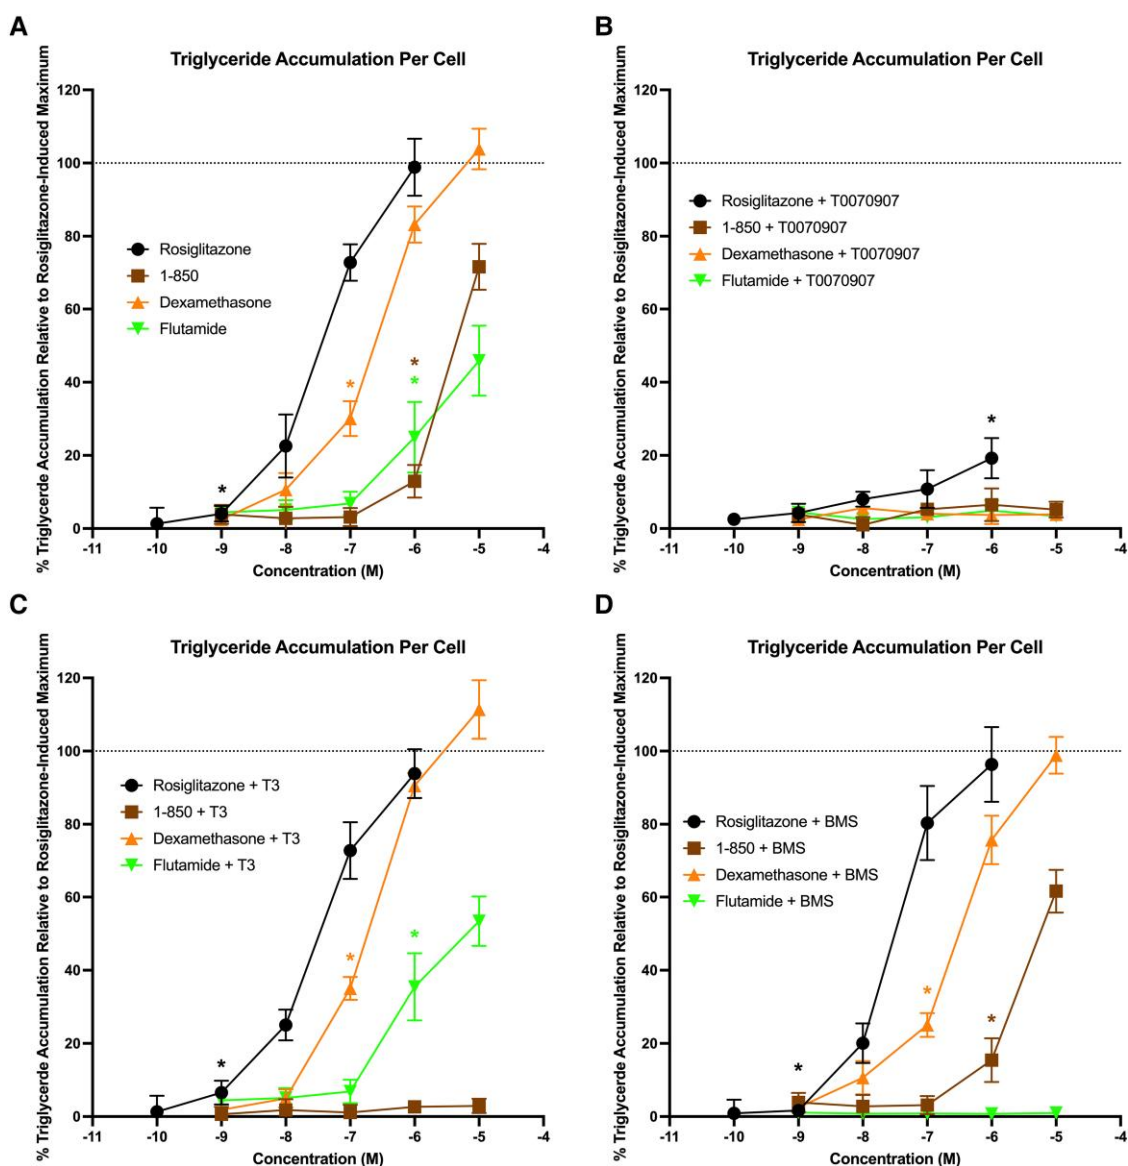 A
Triglyceride Accumulation Per Cell
% Triglycerde Accumulation Relative to Rosiglitazone-Induced Maximum
120
100
80
60
40
20
0
Rosiglitazone
1-850
Dexamethasone
Flutamide
*
*
*
*
-11 -10 -9 -8 -7 -6 -5 -4
Concentration (M)
B
Triglyceride Accumulation Per Cell
% Triglycerde Accumulation Relative to Rosiglitazone-Induced Maximum
120
100
80
60
40
20
0
Rosiglitazone + T0070907
1-850 + T0070907
Dexamethasone + T0070907
Flutamide + T0070907
*
-11 -10 -9 -8 -7 -6 -5 -4
Concentration (M)
C
Triglyceride Accumulation Per Cell
% Triglycerde Accumulation Relative to Rosiglitazone-Induced Maximum
120
100
80
60
40
20
0
Rosiglitazone + T3
1-850 + T3
Dexamethasone + T3
Flutamide + T3
*
*
*
-11 -10 -9 -8 -7 -6 -5 -4
Concentration (M)
D
Triglyceride Accumulation Per Cell
% Triglycerde Accumulation Relative to Rosiglitazone-Induced Maximum
120
100
80
60
40
20
0
Rosiglitazone + BMS
1-850 + BMS
Dexamethasone + BMS
Flutamide + BMS
*
*
*
-11 -10 -9 -8 -7 -6 -5 -4
Concentration (M)